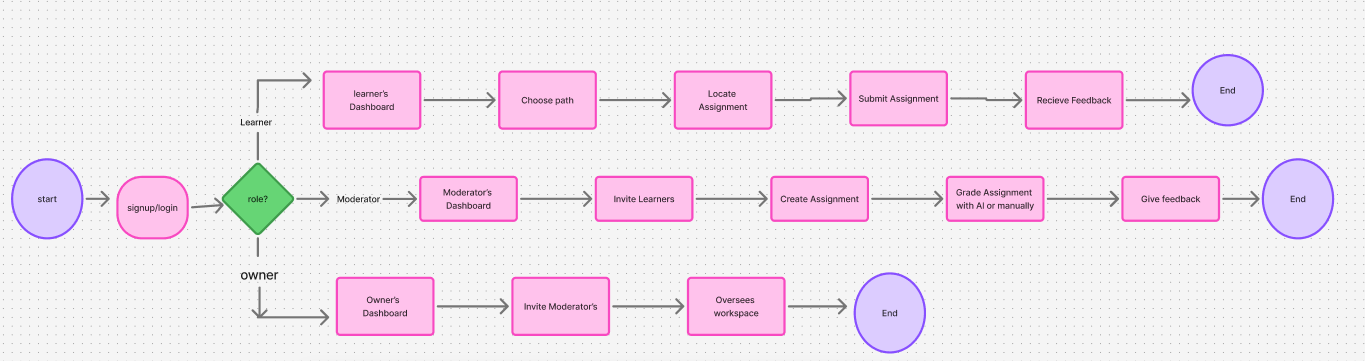 learner's
Dashboard
Choose path
Locate
Assignment
Submit Assignment
Recieve Feedback
End
Learner
start
signup/login
role?
Moderator
Moderator's
Dashboard
Invite Learners
Create Assignment
Grade Assignment
with AI or manually
Give feedback
End
owner
Owner's
Dashboard
Invite Moderator's
Oversees
workspace
End